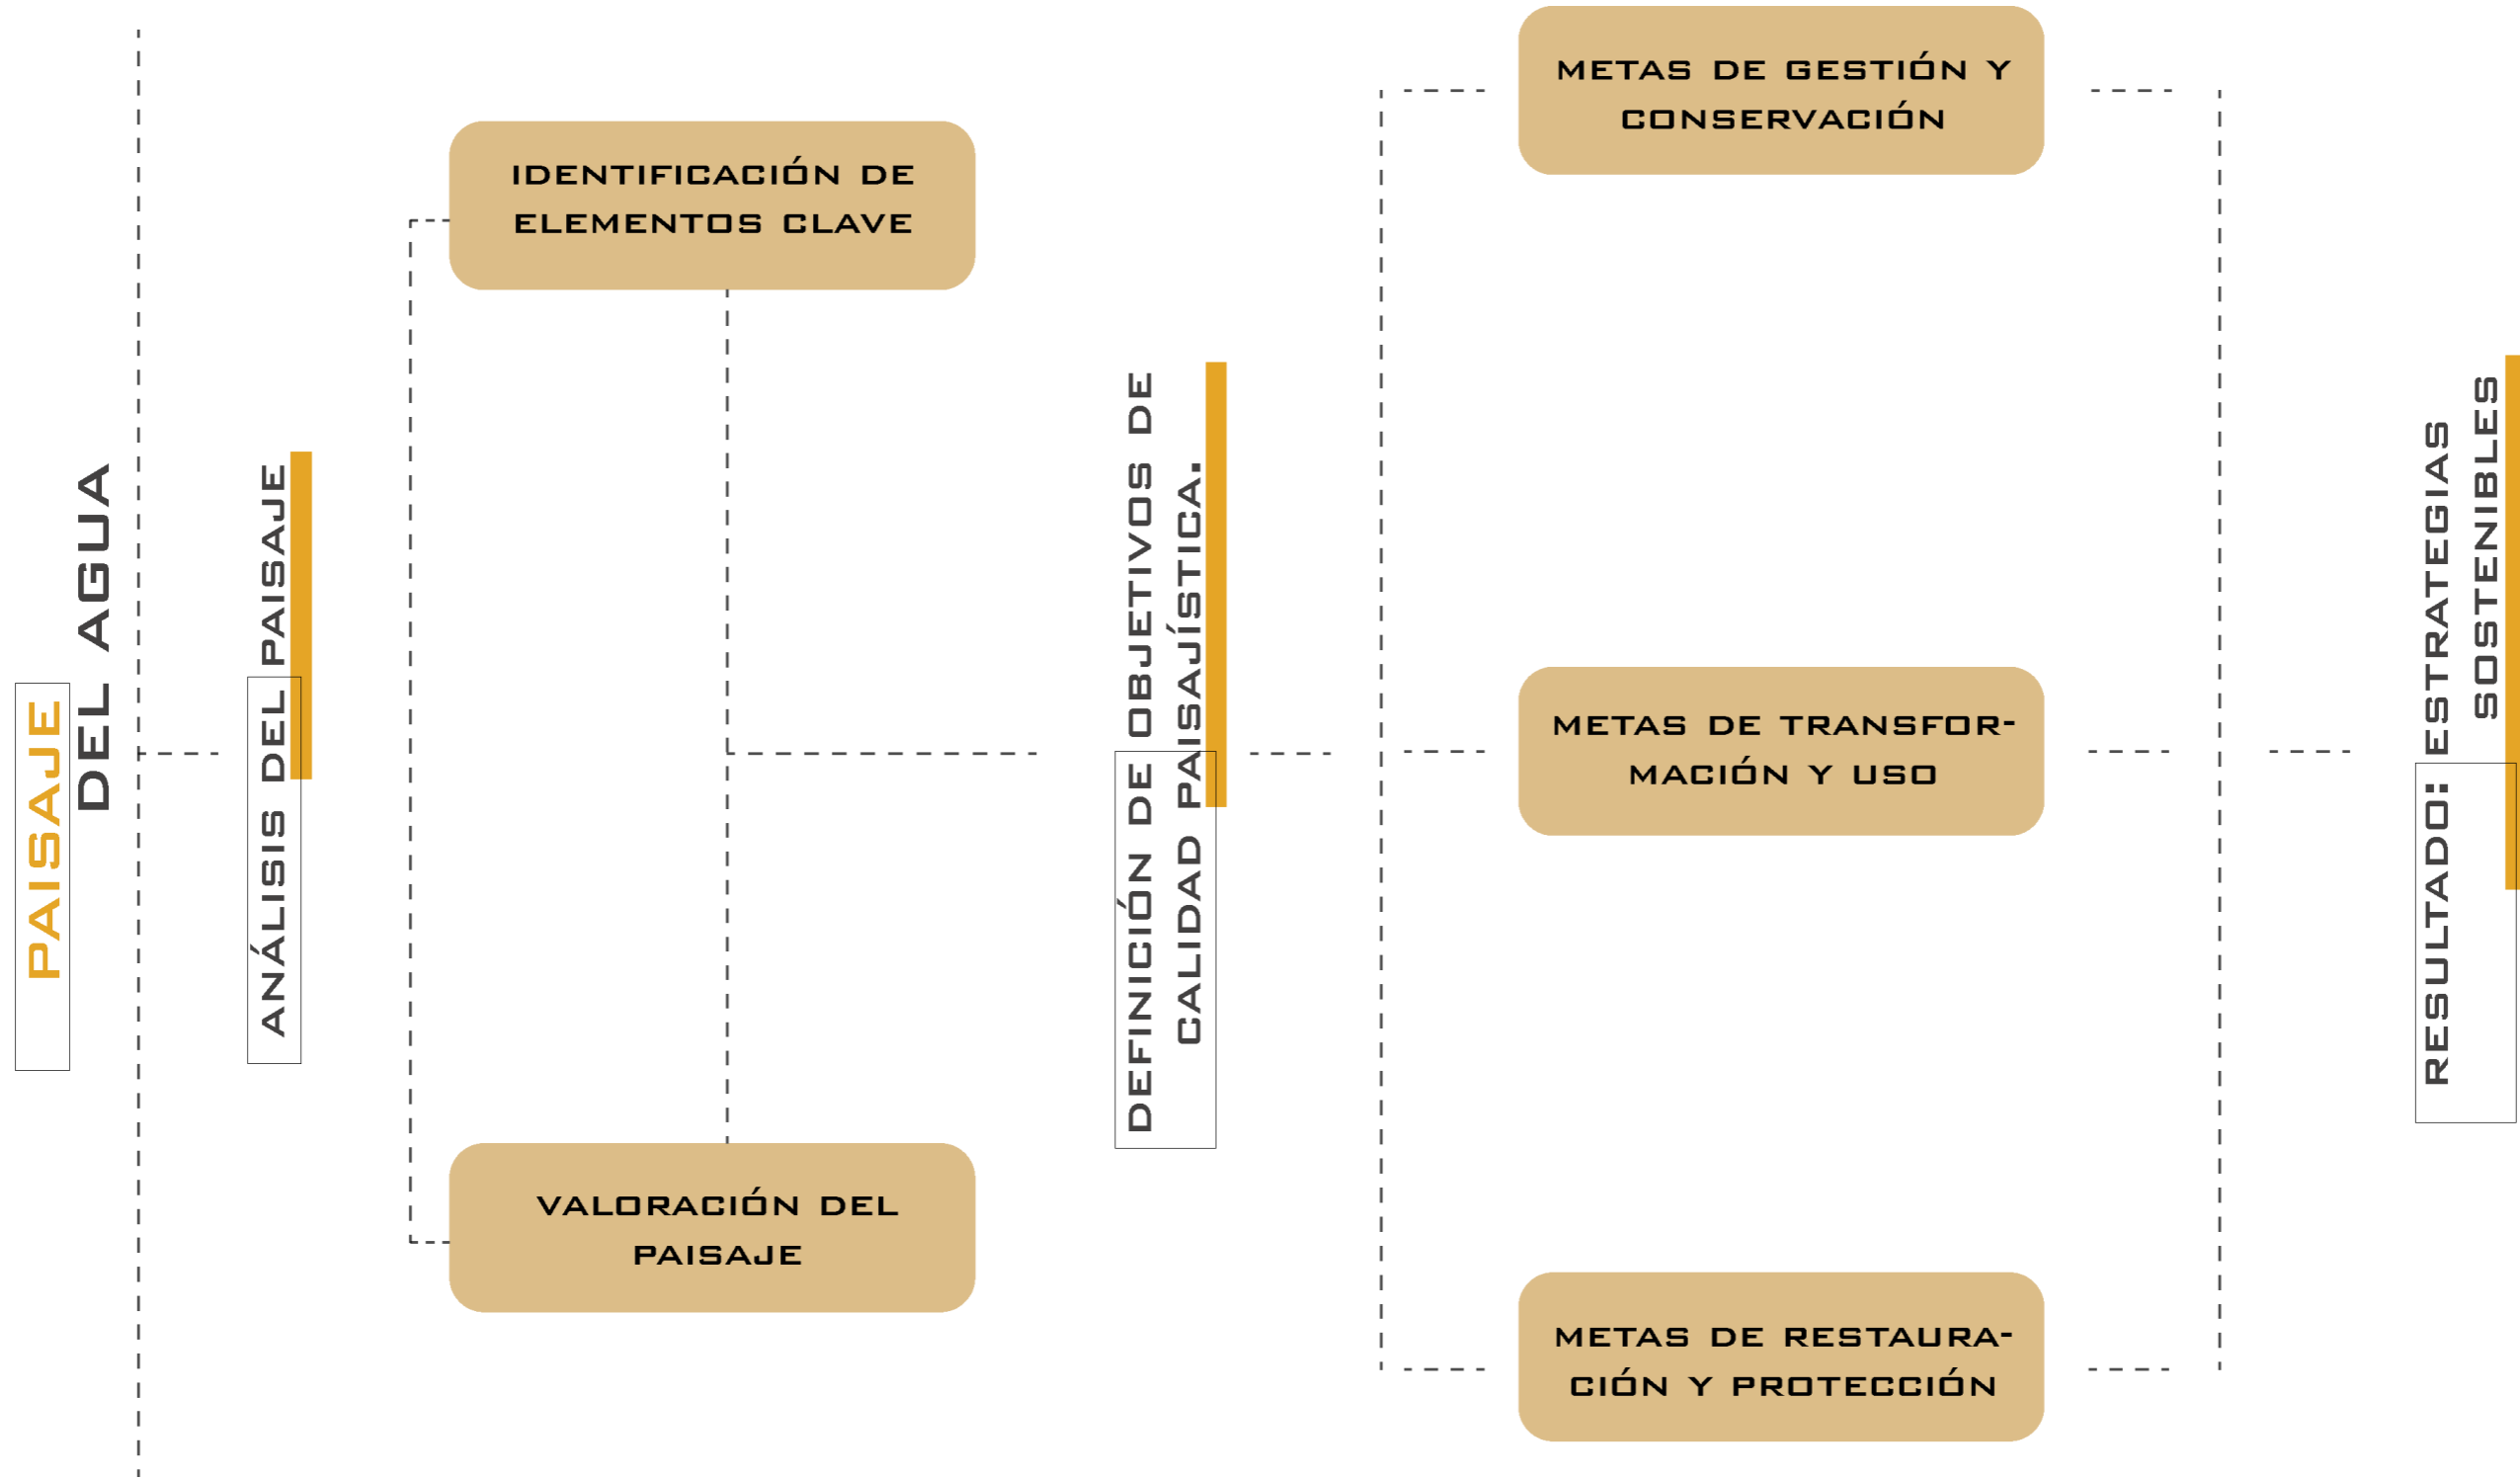 PAISAJE
DEL AGUA
ANÁLISIS DEL PAISAJE
IDENTIFICACIÓN DE
ELEMENTOS CLAVE
VALORACIÓN DEL
PAISAJE
DEFINICIÓN DE OBJETIVOS DE
CALIDAD PAISAJÍSTICA.
METAS DE GESTIÓN Y
CONSERVACIÓN
METAS DE TRANSFOR-
MACIÓN Y USO
METAS DE RESTAURA-
CIÓN Y PROTECCIÓN
RESULTADO: ESTRATEGIAS
SOSTENIBLES